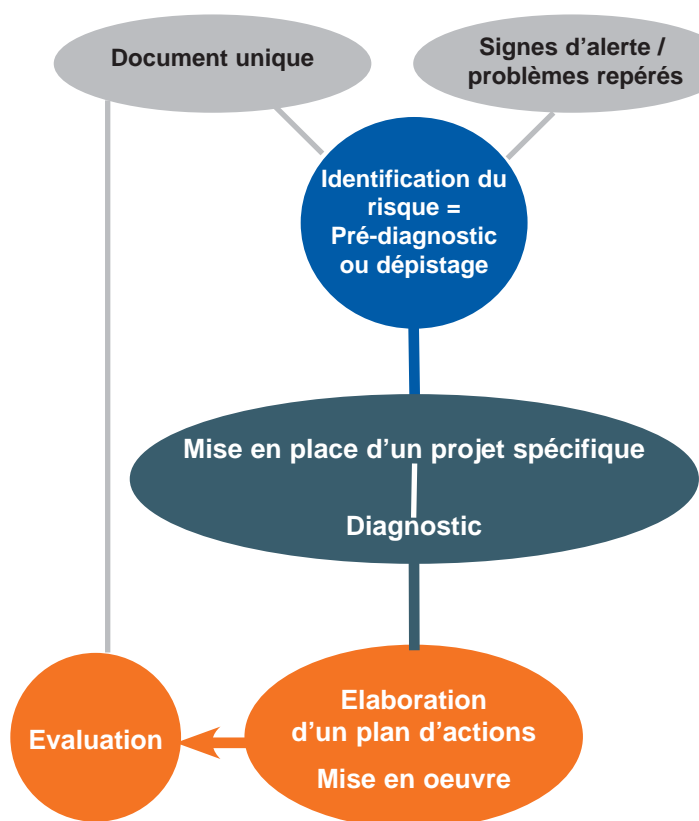 Document unique
Signes d’alerte /
problèmes repérés
Identification du
risque =
Pré-diagnostic
ou dépistage
Mise en place d’un projet spécifique
Diagnostic
Elaboration
d’un plan d’actions
Mise en oeuvre
Evaluation